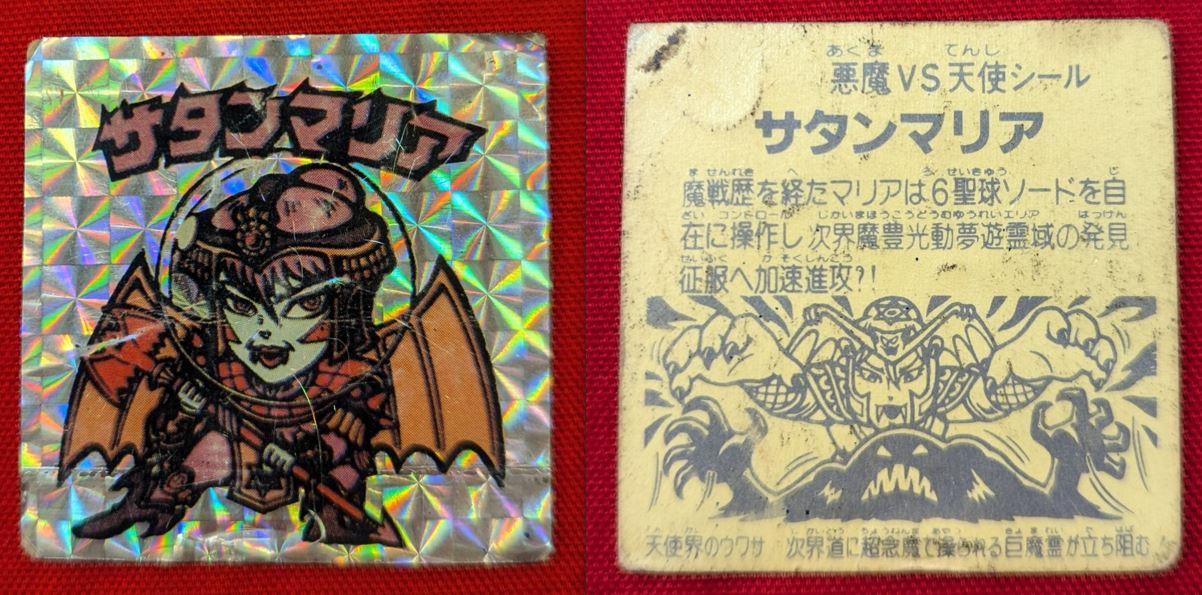 サタンマリア
悪魔VS天使シール
サタンマリア
魔戦歴を経たマリアは6聖球ソードを自
在に操作し次界魔豊光動夢遊霊域の発見
征服へ加速進攻?!
天使界のウワサ 次界道に超念魔で操られる巨魔霊が立ち阻む